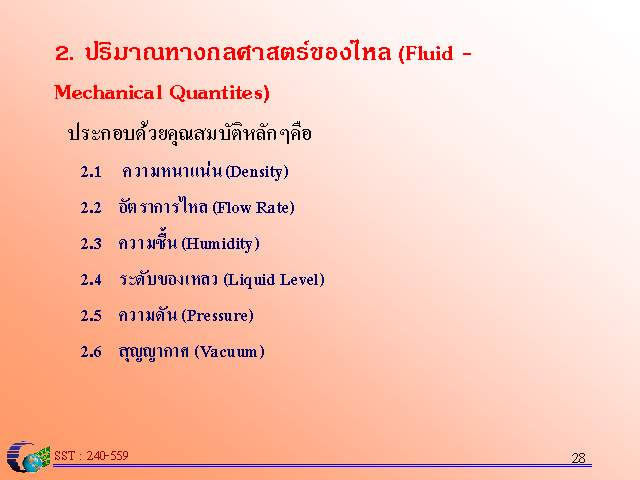 2. ปริมาณทางกลศาสตร์ของไหล (Fluid -
Mechanical Quantites)
ประกอบด้วยคุณสมบัติหลักๆคือ
2.1 ความหนาแน่น (Density)
2.2 อัตราการไหล (Flow Rate)
2.3 ความชื้น (Humidity)
2.4 ระดับของเหลว (Liquid Level)
2.5 ความดัน (Pressure)
2.6 สุญญากาศ (Vacuum)
SST : 240-559
28